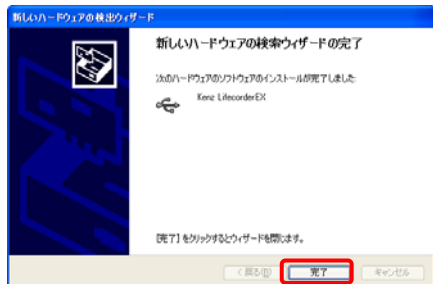 新しいハードウェアの検出ウィザード
新しいハードウェアの検索ウィザードの完了
次のハードウェアのソフトウェアのインストールが完了しました:
Kenz LifecorderEX
[完了] をクリックするとウィザードを閉じます。
< 戻る(B)
完了
キャンセル